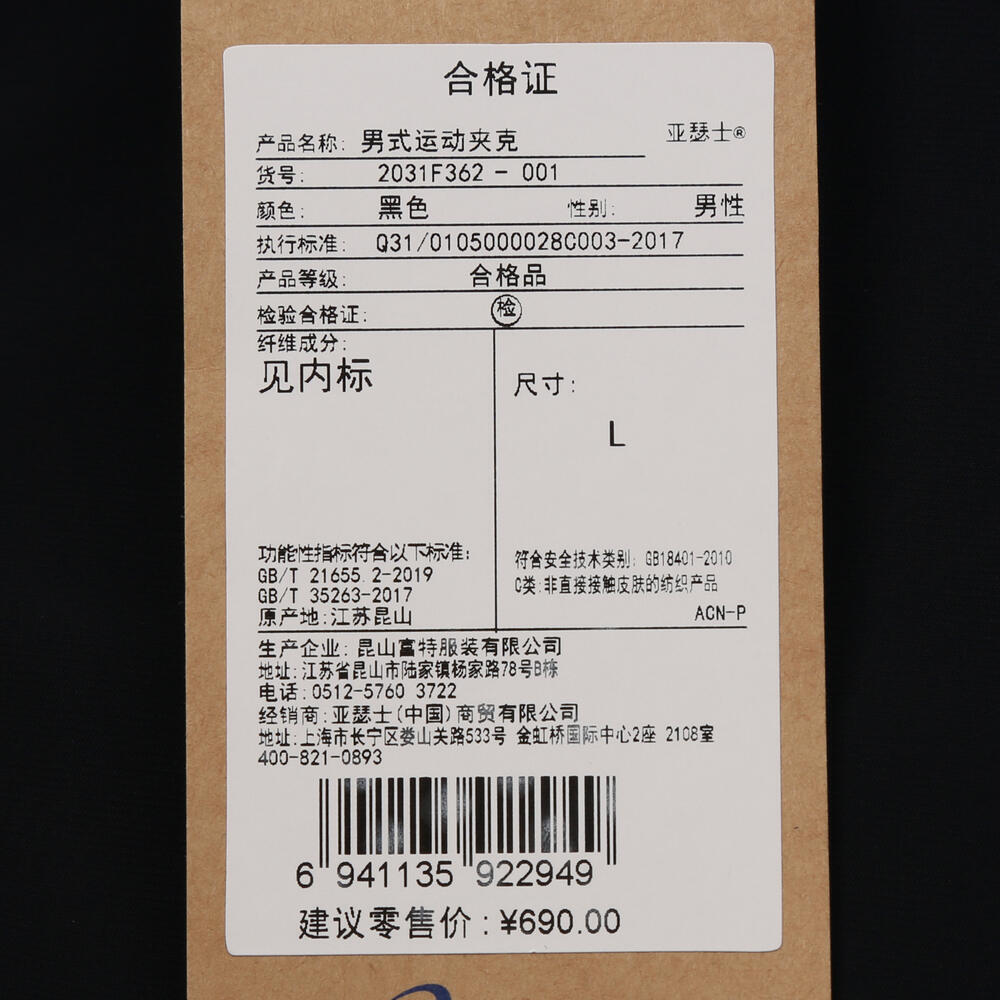 合格证
亚瑟士®
产品名称: 男式运动夹克
货号: 2031F362 - 001
颜色: 黑色 性别: 男性
执行标准: Q31/0105000028C003-2017
产品等级: 合格品
检验合格证: 检
纤维成分:
见内标
尺寸:
L
功能性指标符合以下标准:
GB/T 21655.2-2019
GB/T 35263-2017
原产地:江苏昆山
符合安全技术类别: GB18401-2010
C类:非直接接触皮肤的纺织产品
ACN-P
生产企业: 昆山富特服装有限公司
地址:江苏省昆山市陆家镇杨家路78号B栋
电话:0512-5760 3722
经销商:亚瑟士(中国)商贸有限公司
地址:上海市长宁区娄山关路533号 金虹桥国际中心2座 2108室
400-821-0893
6 941135 922949
建议零售价:¥690.00